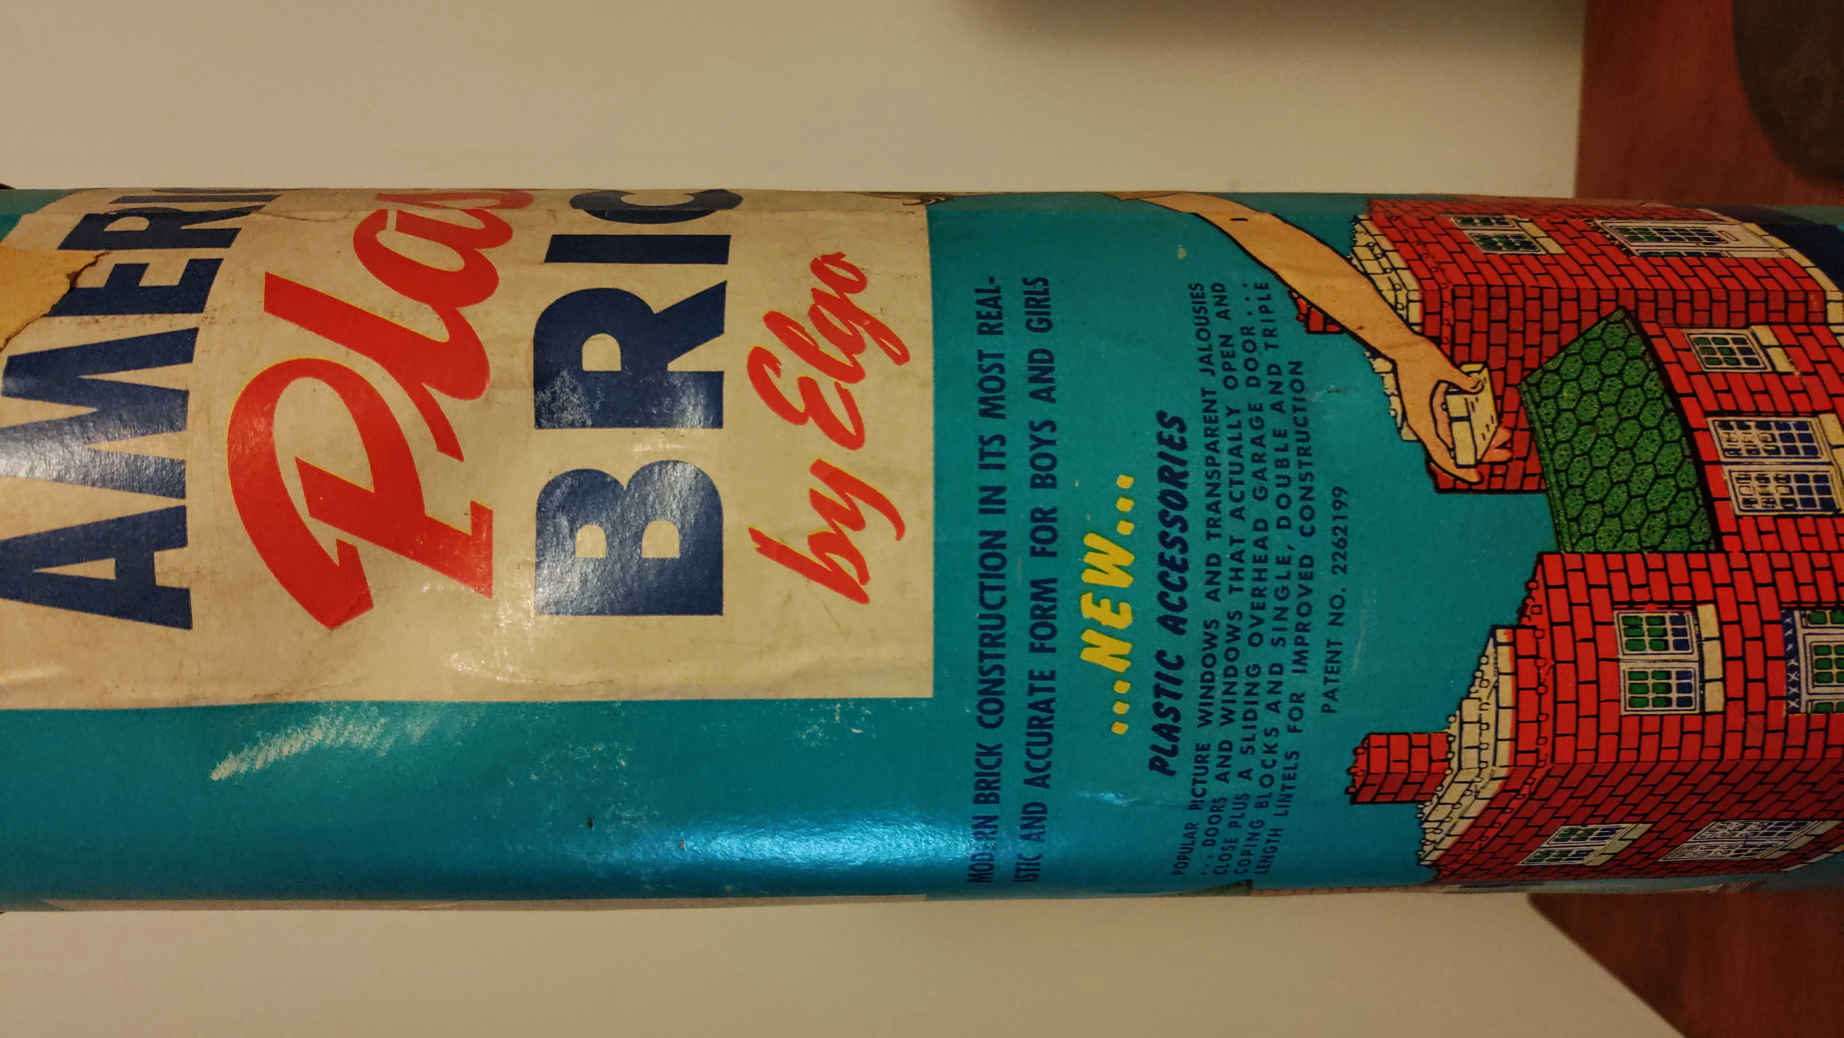 AMERI
Plas
BRIC
by Elgo
MODERN BRICK CONSTRUCTION IN ITS MOST REAL-
ISTIC AND ACCURATE FORM FOR BOYS AND GIRLS
...NEW...
PLASTIC ACCESSORIES
POPULAR PICTURE WINDOWS AND TRANSPARENT JALOUSIES
... DOORS AND WINDOWS THAT ACTUALLY OPEN AND
CLOSE PLUS A SLIDING OVERHEAD GARAGE DOOR...
COPING BLOCKS AND SINGLE, DOUBLE AND TRIPLE
LENGTH LINTELS FOR IMPROVED CONSTRUCTION
PATENT NO. 2262199